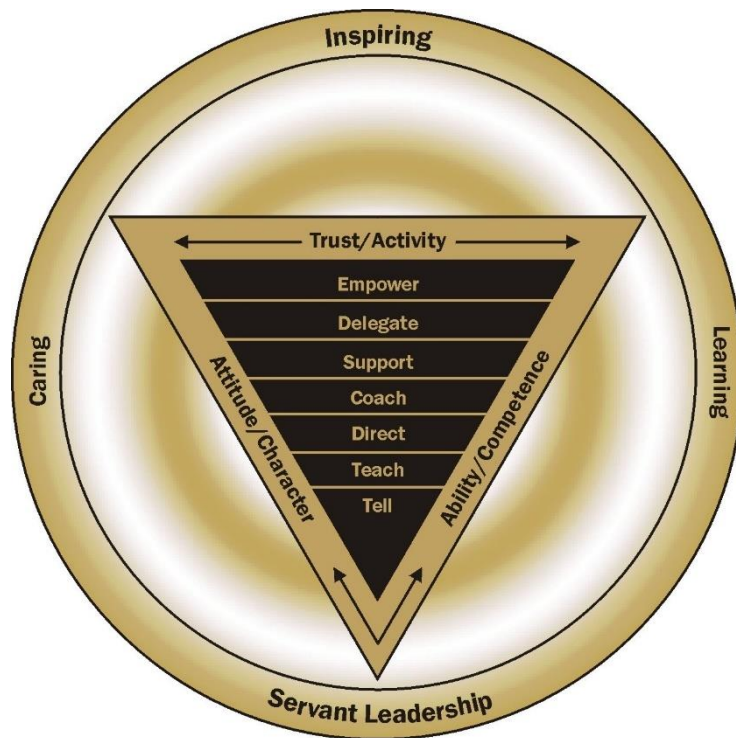 Inspiring
Trust/Activity
Empower
Delegate
Support
Coach
Direct
Teach
Tell
Attitude/Character
Ability/Competence
Caring
Learning
Servant Leadership